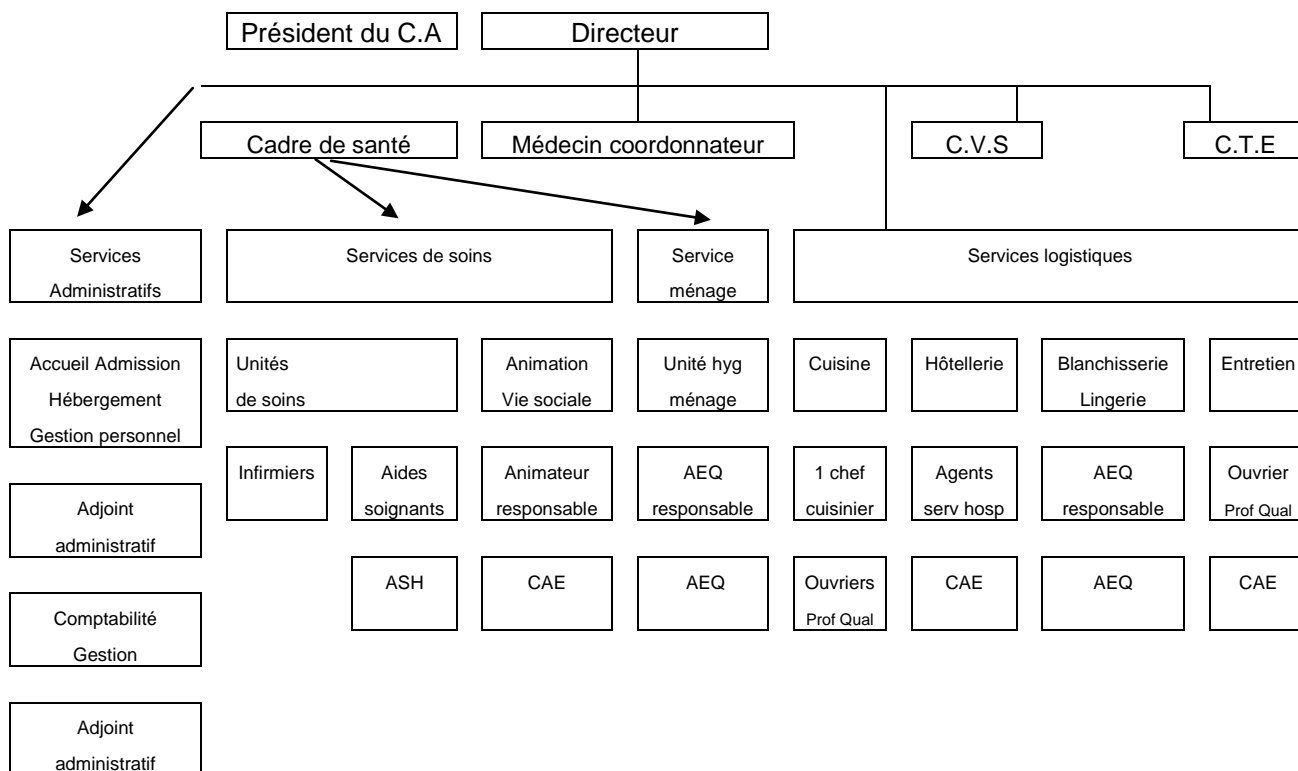 Président du C.A
Directeur
Cadre de santé
Médecin coordonnateur
C.V.S
C.T.E
Services
Administratifs
Services de soins
Service
ménage
Services logistiques
Accueil Admission
Hébergement
Gestion personnel
Unités
de soins
Animation
Vie sociale
Unité hyg
ménage
Cuisine
Hôtellerie
Blanchisserie
Lingerie
Entretien
Infirmiers
Aides
soignants
Animateur
responsable
AEQ
responsable
1 chef
cuisinier
Agents
serv hosp
AEQ
responsable
Ouvrier
Prof Qual
Adjoint
administratif
ASH
CAE
AEQ
Ouvriers
Prof Qual
CAE
AEQ
CAE
Comptabilité
Gestion
Adjoint
administratif